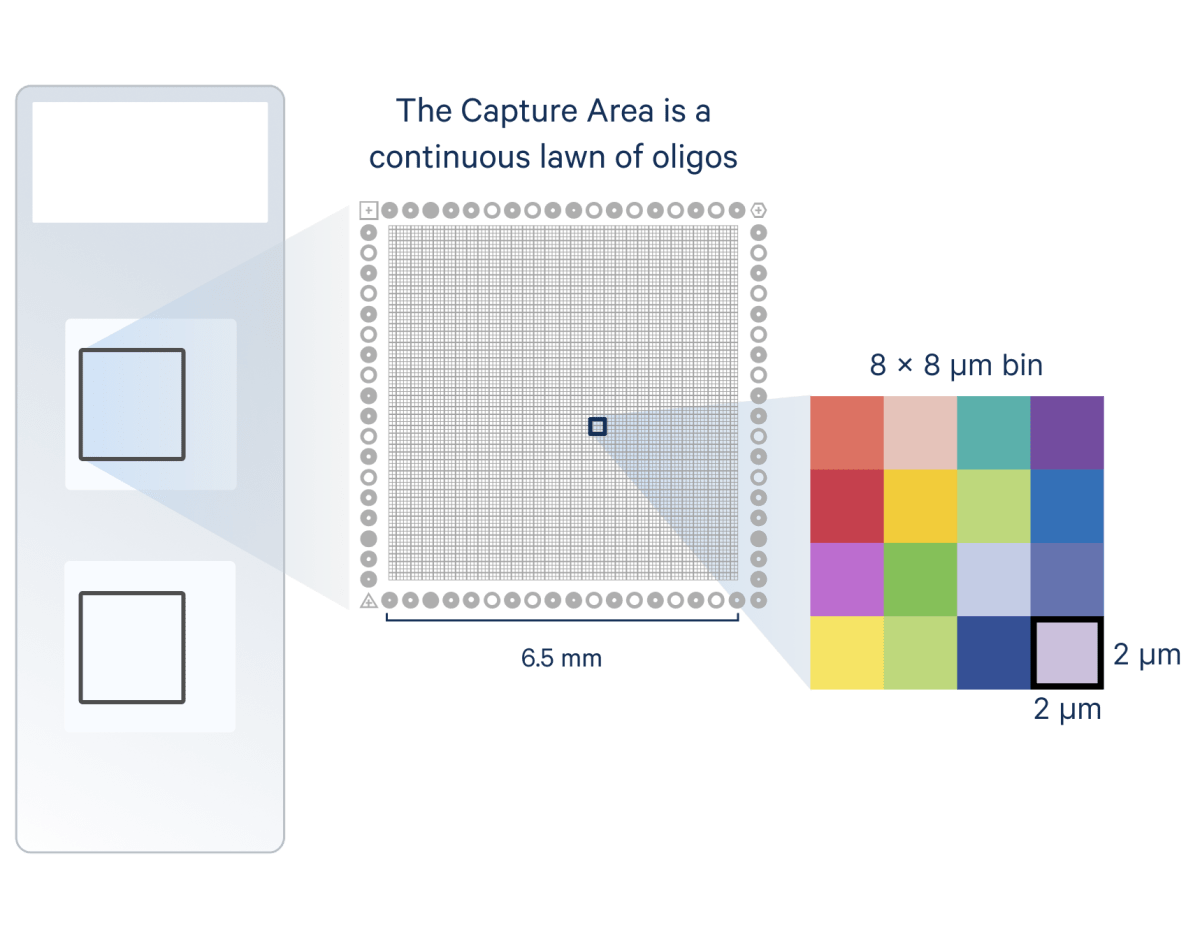 The Capture Area is a
continuous lawn of oligos
8 × 8 µm bin
6.5 mm
2 µm
2 µm